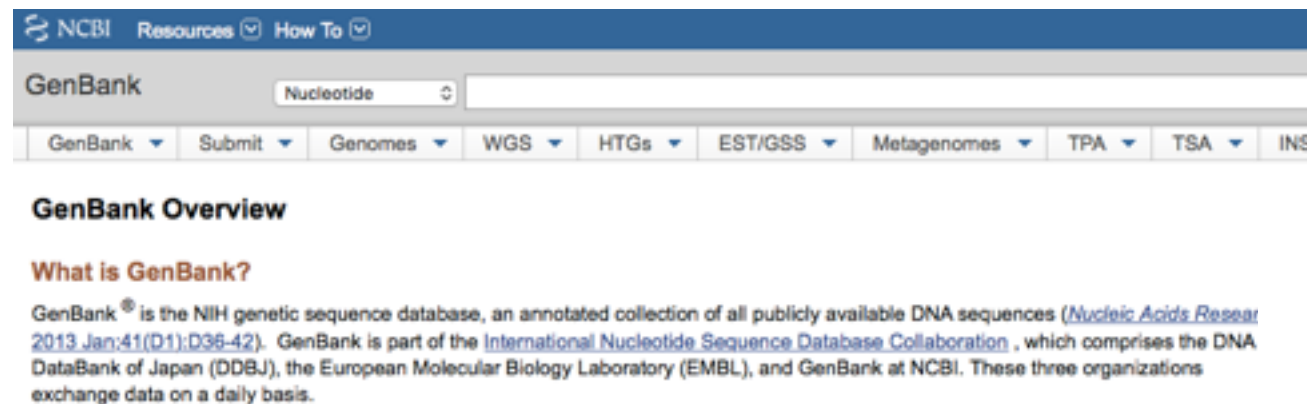 NCBI Resources How To
GenBank Nucleotide
GenBank Submit Genomes WGS HTGs EST/GSS Metagenomes TPA TSA INS
GenBank Overview
What is GenBank?
GenBank ® is the NIH genetic sequence database, an annotated collection of all publicly available DNA sequences (Nucleic Acids Resear
2013 Jan;41(D1):D36-42). GenBank is part of the International Nucleotide Sequence Database Collaboration , which comprises the DNA
DataBank of Japan (DDBJ), the European Molecular Biology Laboratory (EMBL), and GenBank at NCBI. These three organizations
exchange data on a daily basis.